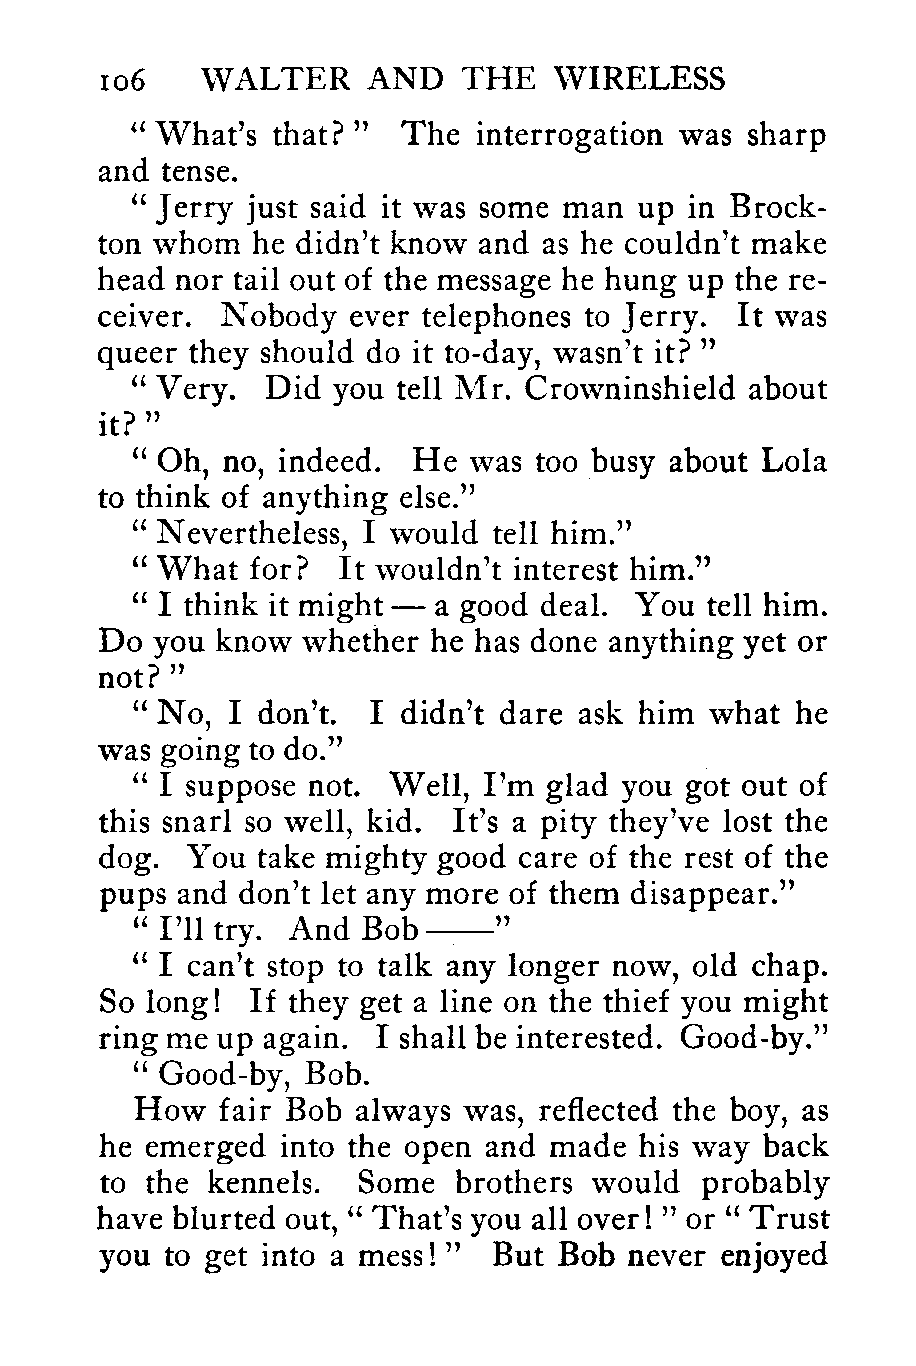 106 WALTER AND THE WIRELESS
“ What’s that? ” The interrogation was sharp
and tense.
“ Jerry just said it was some man up in Brock-
ton whom he didn’t know and as he couldn’t make
head nor tail out of the message he hung up the re-
ceiver. Nobody ever telephones to Jerry. It was
queer they should do it to-day, wasn’t it? ”
“ Very. Did you tell Mr. Crowninshield about
it? ”
“ Oh, no, indeed. He was too busy about Lola
to think of anything else.”
“ Nevertheless, I would tell him.”
“ What for? It wouldn’t interest him.”
“ I think it might — a good deal. You tell him.
Do you know whether he has done anything yet or
not? ”
“ No, I don’t. I didn’t dare ask him what he
was going to do.”
“ I suppose not. Well, I’m glad you got out of
this snarl so well, kid. It’s a pity they’ve lost the
dog. You take mighty good care of the rest of the
pups and don’t let any more of them disappear.”
“ I’ll try. And Bob ——”
“ I can’t stop to talk any longer now, old chap.
So long! If they get a line on the thief you might
ring me up again. I shall be interested. Good-by.”
“ Good-by, Bob.
How fair Bob always was, reflected the boy, as
he emerged into the open and made his way back
to the kennels. Some brothers would probably
have blurted out, “ That’s you all over! ” or “ Trust
you to get into a mess! ” But Bob never enjoyed